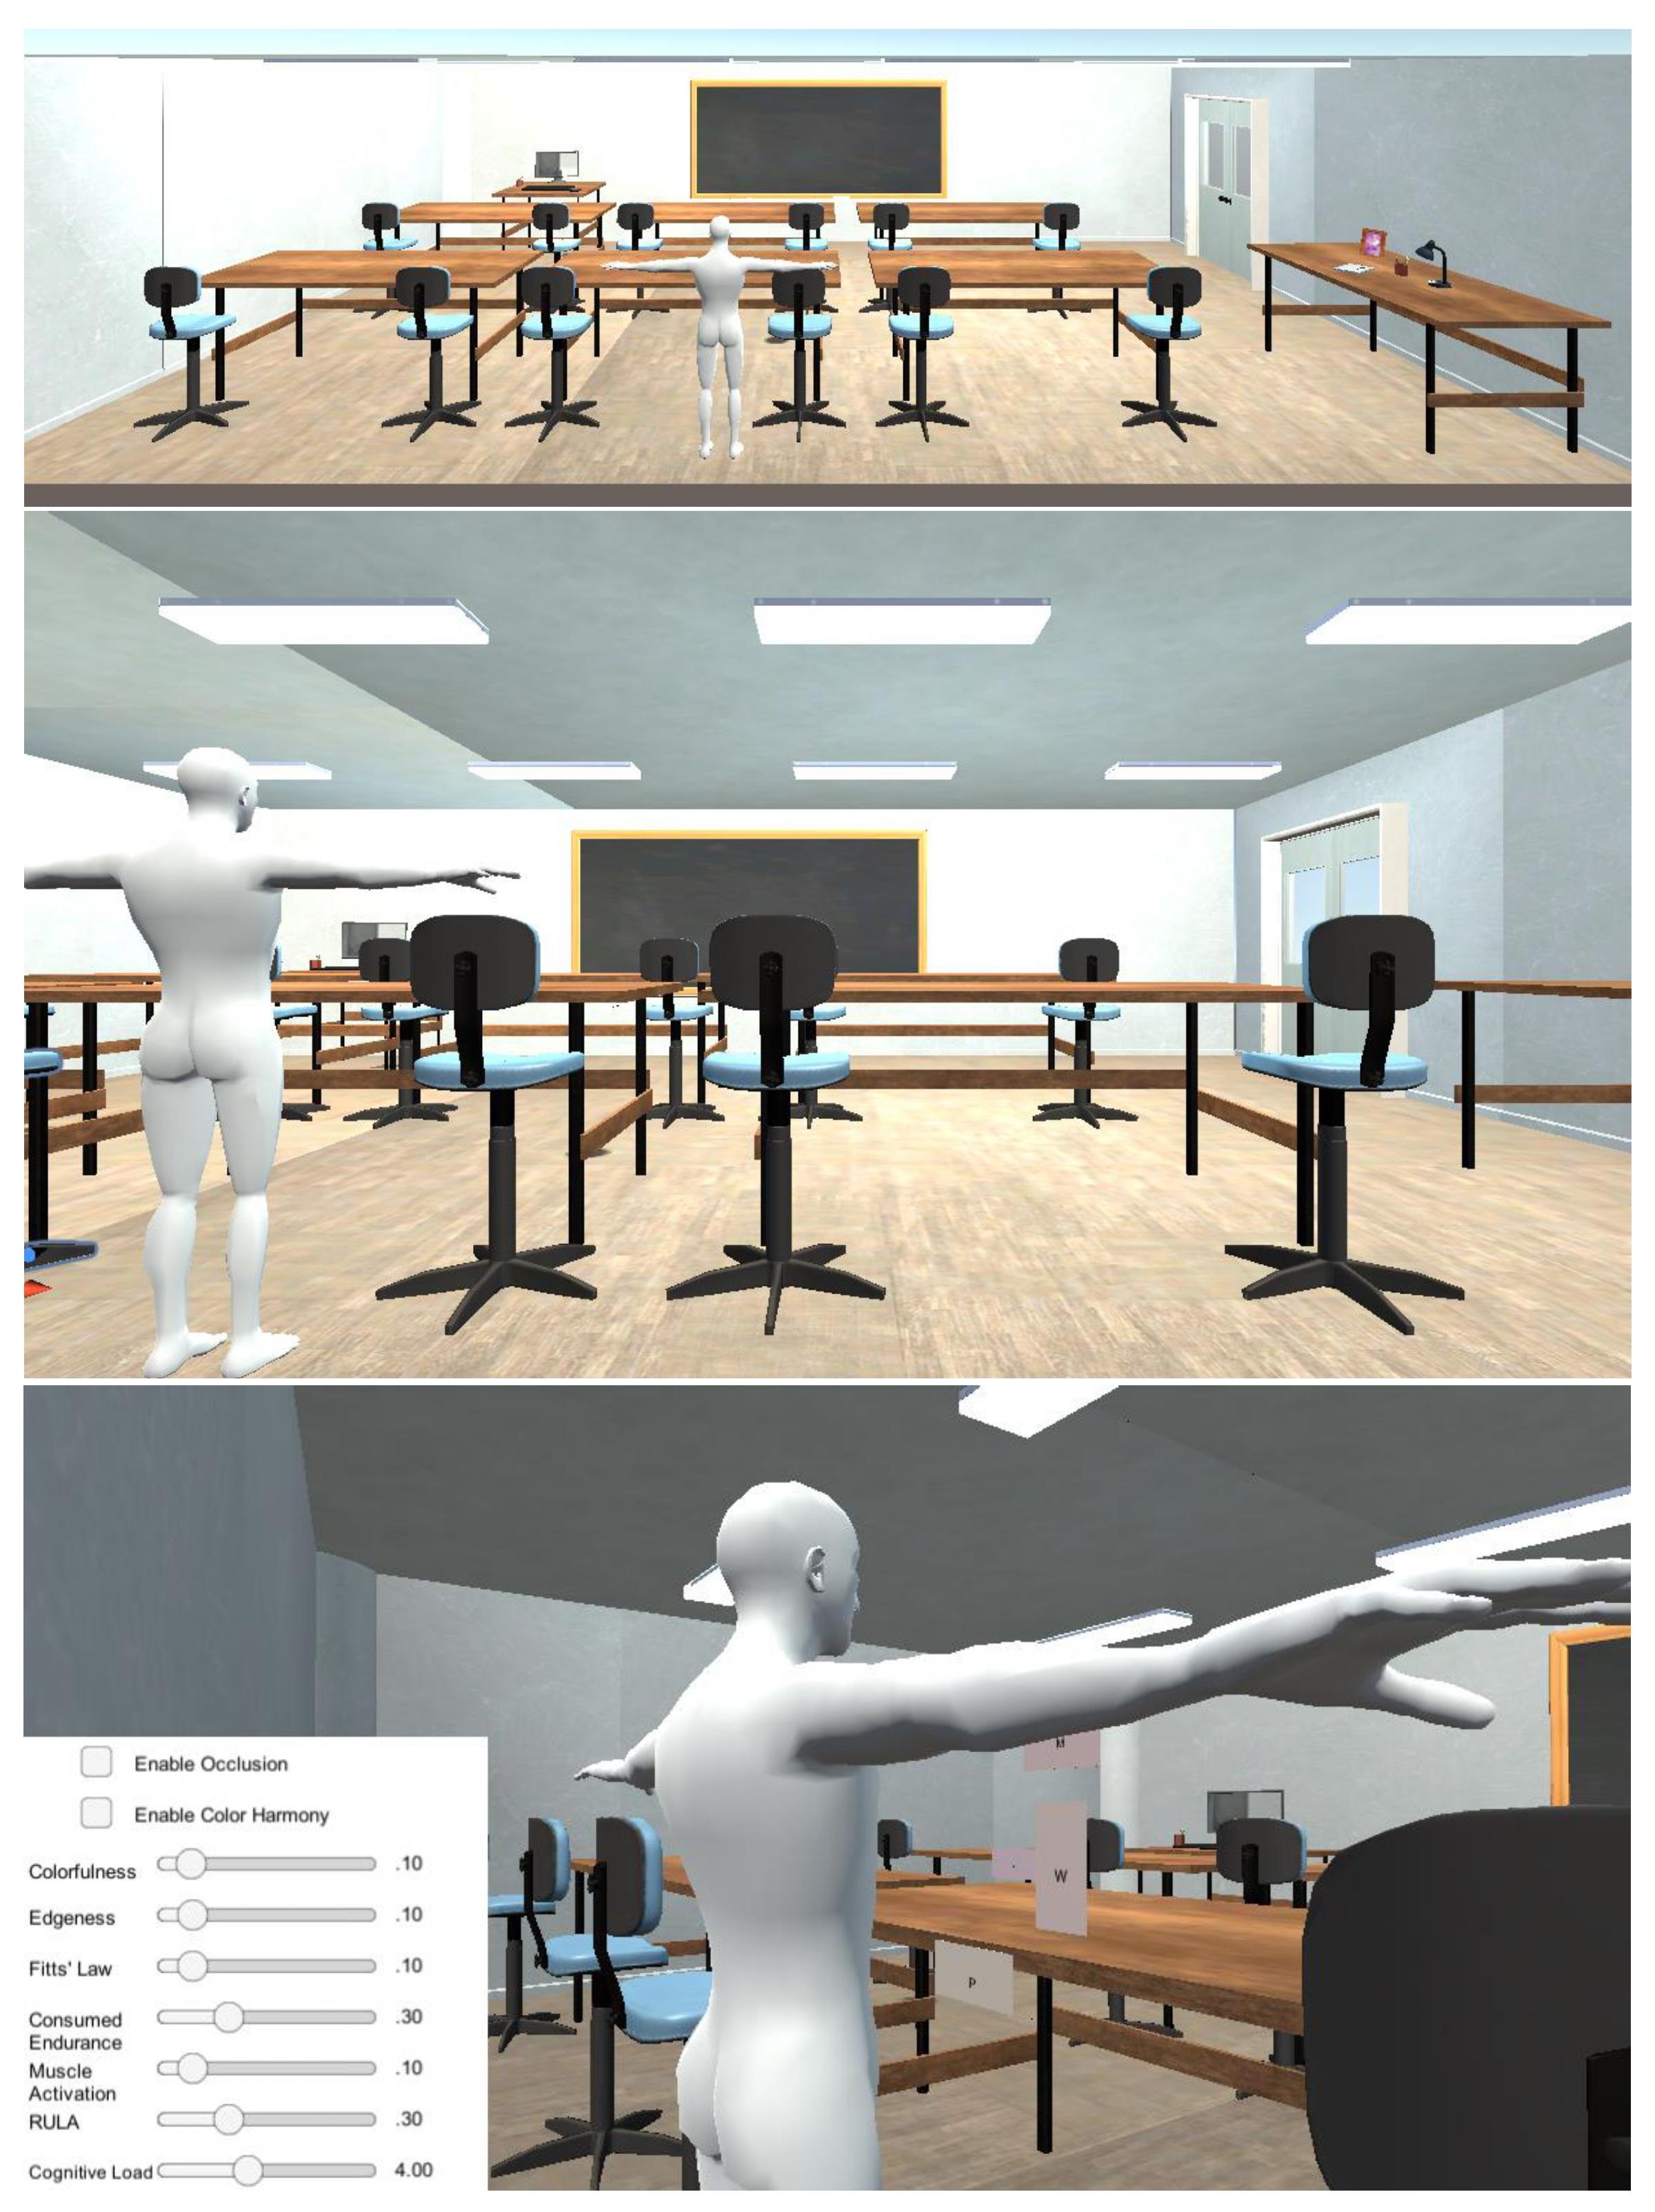 M
W
P
Enable Occlusion
Enable Color Harmony
Colorfulness .10
Edgeness .10
Fitts' Law .10
Consumed .30
Endurance
Muscle .10
Activation
RULA .30
Cognitive Load 4.00